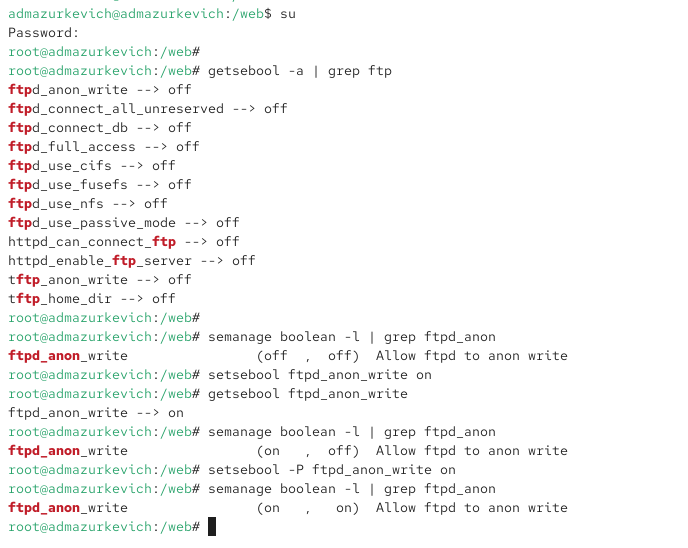 admazurkevich@admazurkevich:/web$ su
Password:
root@admazurkevich:/web#
root@admazurkevich:/web# getsebool -a | grep ftp
ftpd_anon_write --> off
ftpd_connect_all_unreserved --> off
ftpd_connect_db --> off
ftpd_full_access --> off
ftpd_use_cifs --> off
ftpd_use_fusefs --> off
ftpd_use_nfs --> off
ftpd_use_passive_mode --> off
httpd_can_connect_ftp --> off
httpd_enable_ftp_server --> off
tftp_anon_write --> off
tftp_home_dir --> off
root@admazurkevich:/web#
root@admazurkevich:/web# semanage boolean -l | grep ftpd_anon
ftpd_anon_write                (off  ,  off)  Allow ftpd to anon write
root@admazurkevich:/web# setsebool ftpd_anon_write on
root@admazurkevich:/web# getsebool ftpd_anon_write
ftpd_anon_write --> on
root@admazurkevich:/web# semanage boolean -l | grep ftpd_anon
ftpd_anon_write                (on   ,  off)  Allow ftpd to anon write
root@admazurkevich:/web# setsebool -P ftpd_anon_write on
root@admazurkevich:/web# semanage boolean -l | grep ftpd_anon
ftpd_anon_write                (on   ,   on)  Allow ftpd to anon write
root@admazurkevich:/web#